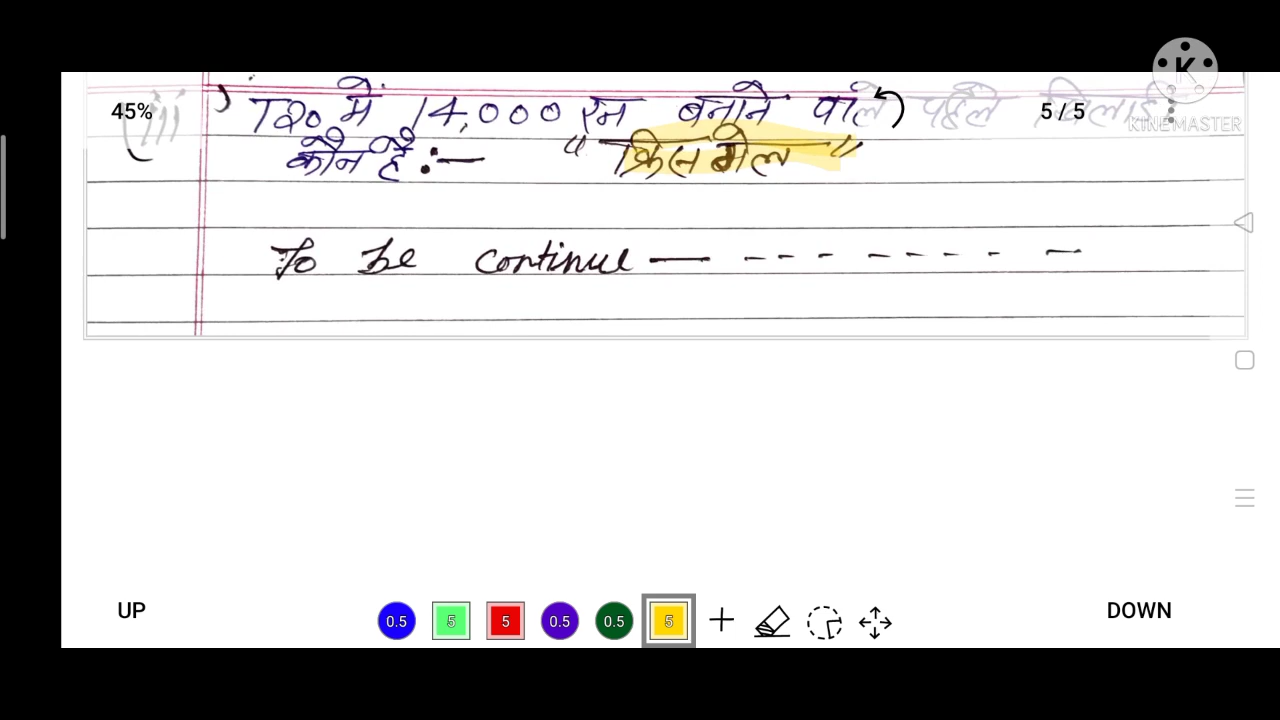 45%
(iii) T20 में 14,000 रन बनाने वाले पहले खिलाड़ी
5/5
KINEMASTER
कौन है :- "क्रिस गेल"
To be continue — - - - - - - - -
UP
0.5 5 5 0.5 0.5 5
DOWN